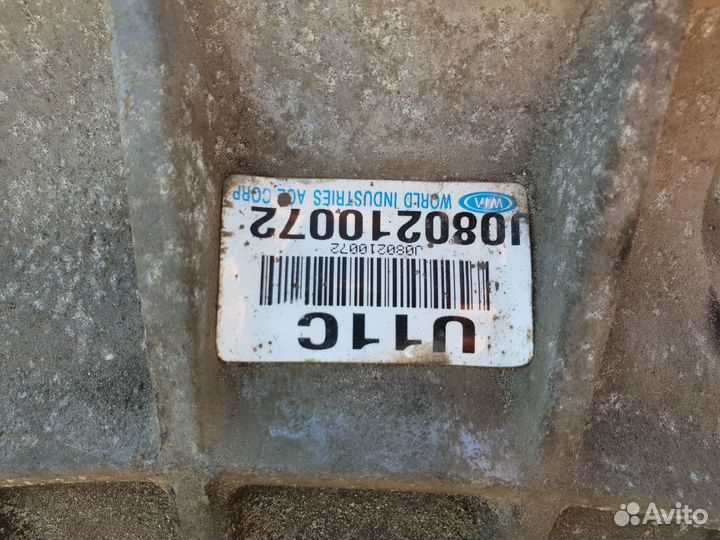 U11C
J080210072
J080210072
WIA WORLD INDUSTRIES ACE CORP
Avito